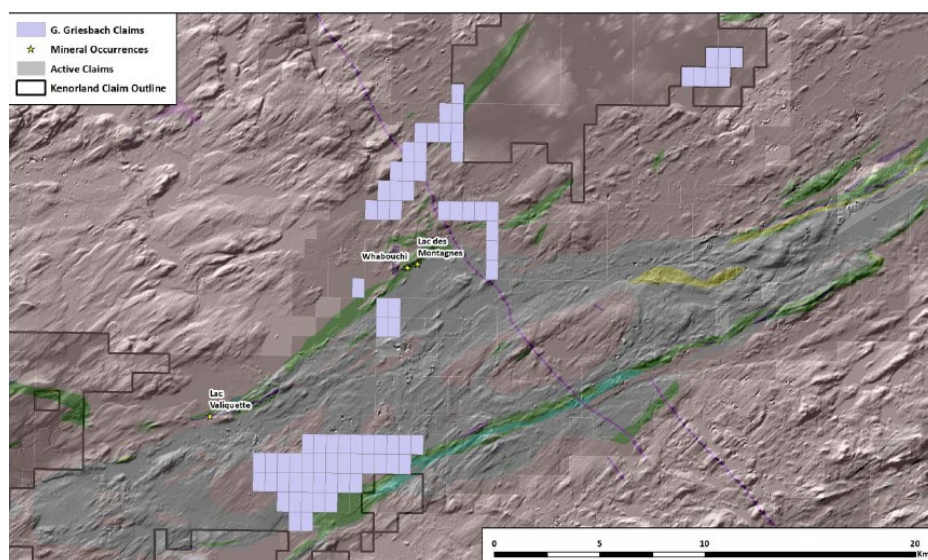 G. Griesbach Claims
Mineral Occurrences
Active Claims
Kenorland Claim Outline
Lac des
Montagnes
Whabouchi
Lac
Valiquette
0 5 10 20
Km